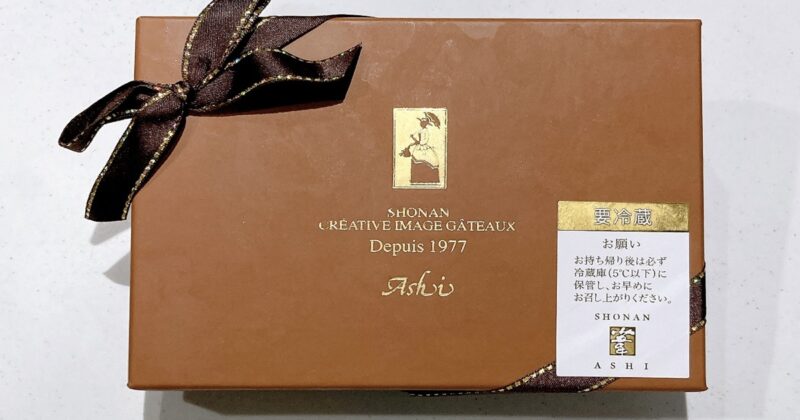 SHONAN
CRÉATIVE IMAGE GÂTEAUX
Depuis 1977
Ashi
要冷蔵
お願い
お持ち帰り後は必ず
冷蔵庫(5℃以下)に
保管し、お早めに
お召し上がりください。
SHONAN
ASHI